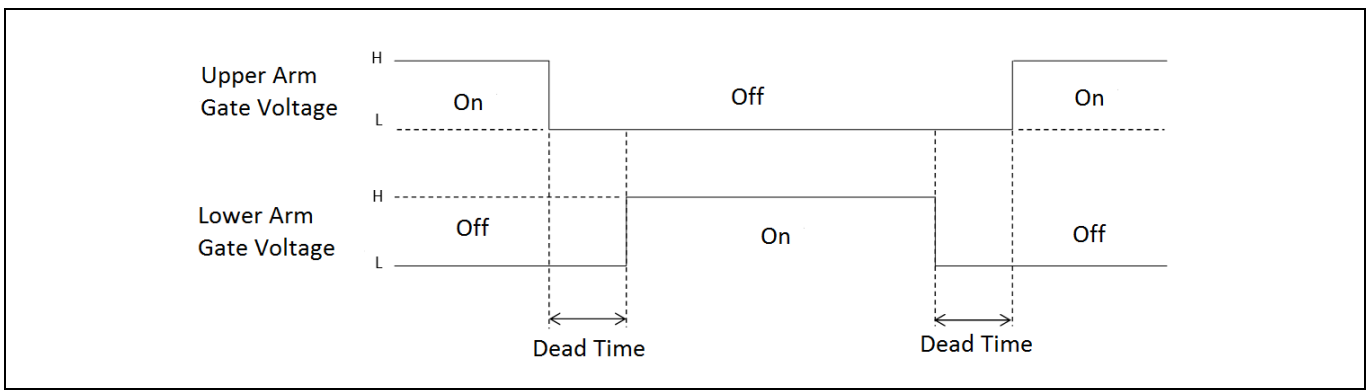 H
Upper Arm
Gate Voltage
On
Off
On
L
H
Lower Arm
Gate Voltage
Off
On
Off
L
Dead Time
Dead Time